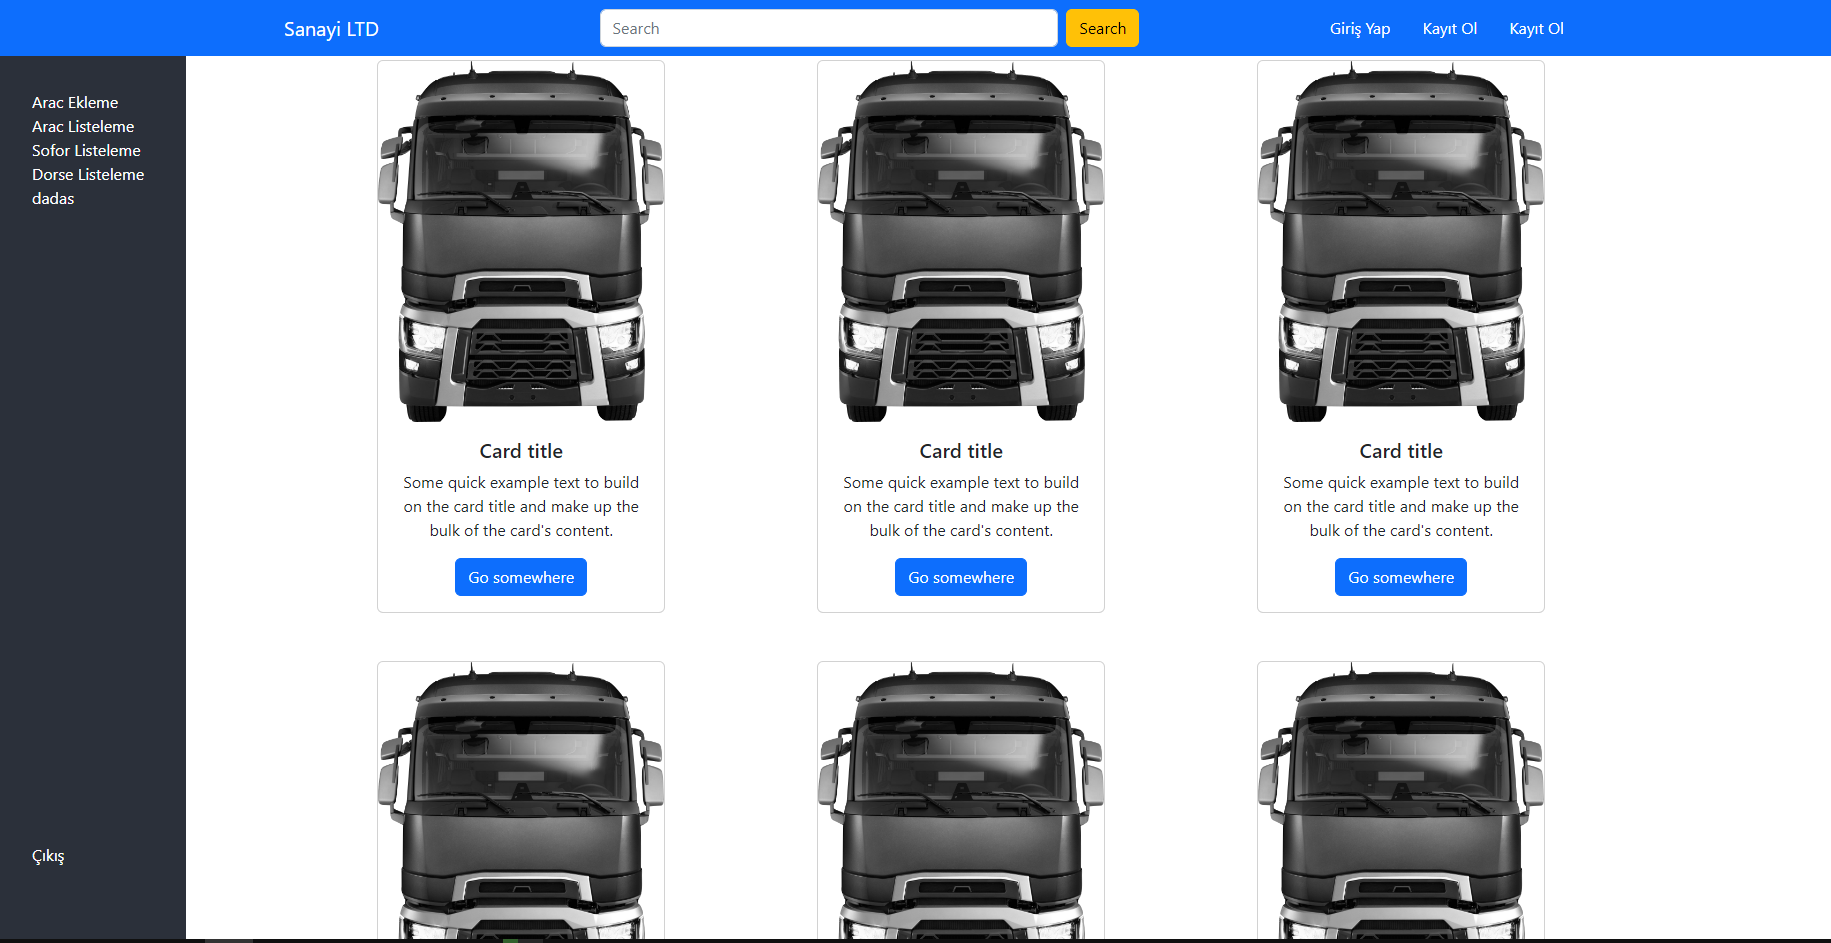 Sanayi LTD
Search
Search
Giriş Yap
Kayıt Ol
Kayıt Ol
Arac Ekleme
Arac Listeleme
Sofor Listeleme
Dorse Listeleme
dadas
Çıkış
Card title
Some quick example text to build
on the card title and make up the
bulk of the card's content.
Go somewhere
Card title
Some quick example text to build
on the card title and make up the
bulk of the card's content.
Go somewhere
Card title
Some quick example text to build
on the card title and make up the
bulk of the card's content.
Go somewhere